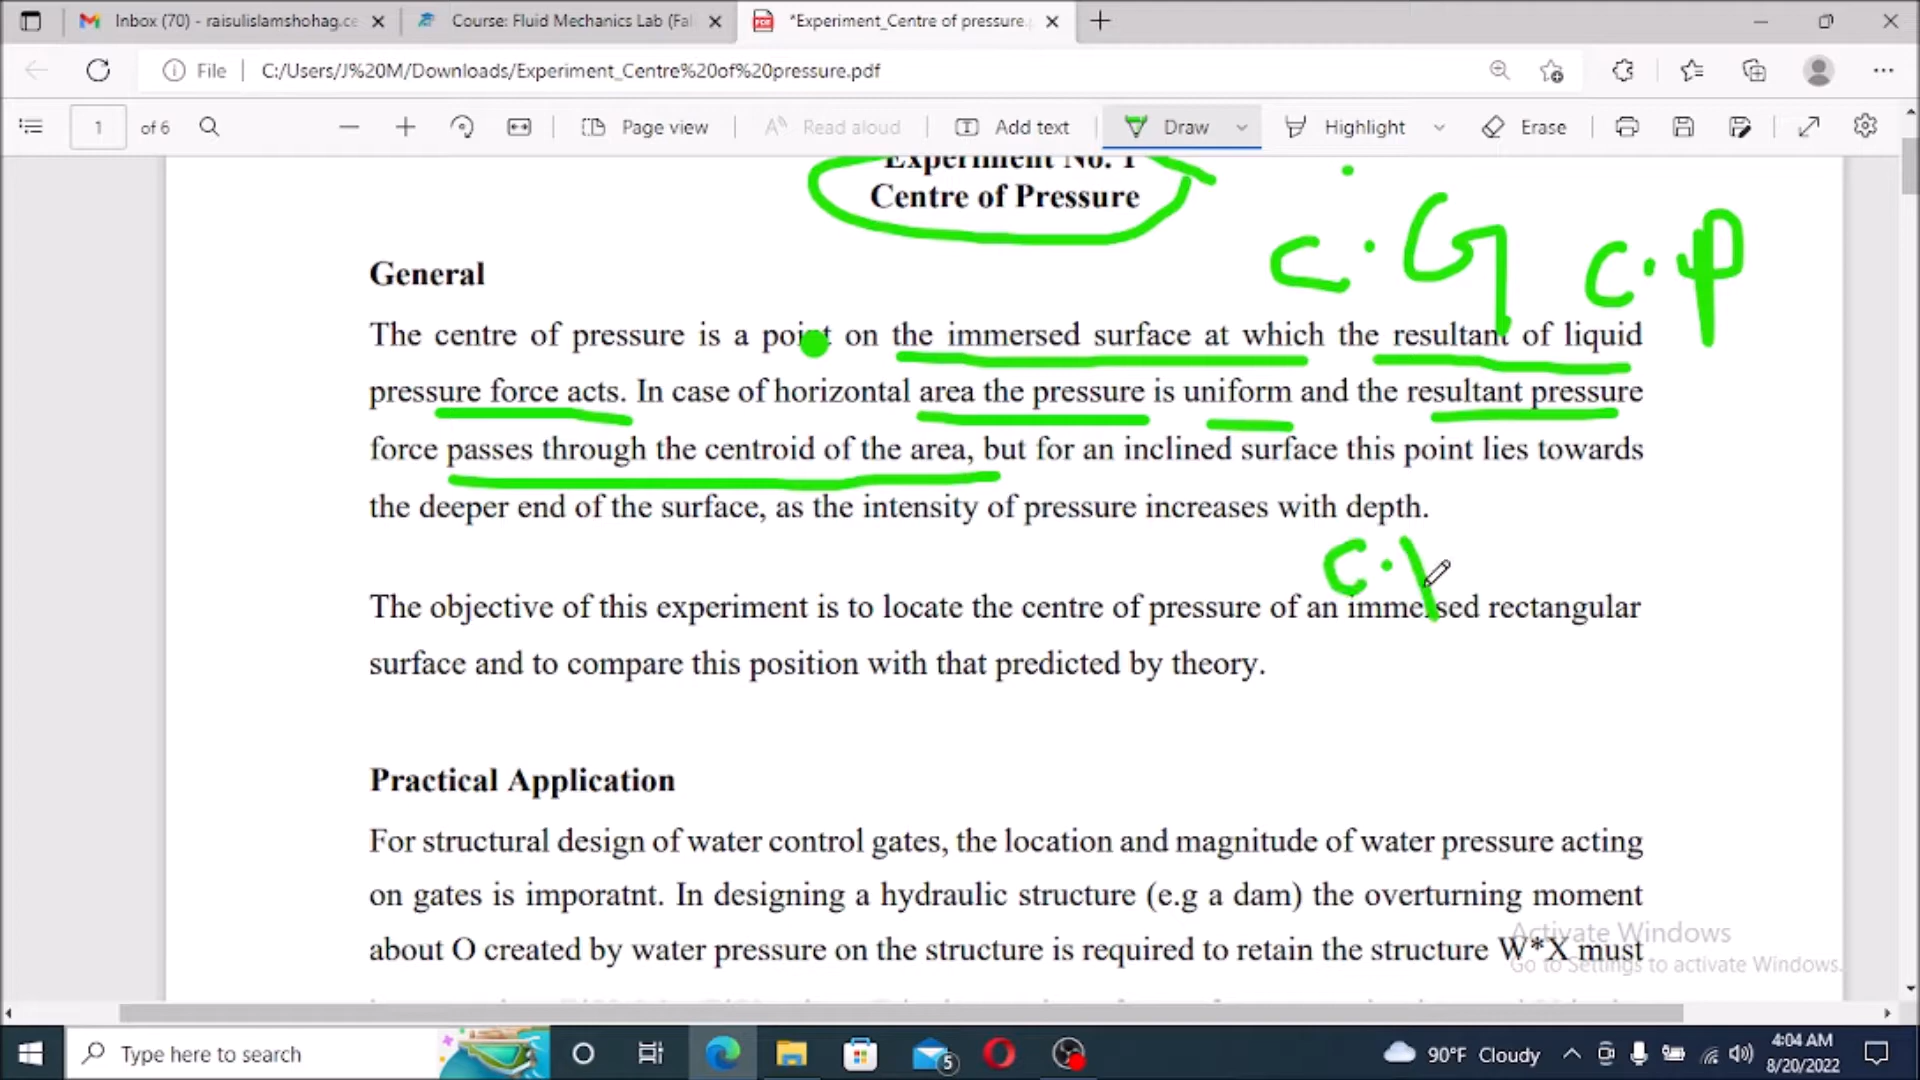 Inbox (70) - raisulislamshohag.ce
Course: Fluid Mechanics Lab (Fal
*Experiment_Centre of pressure.
File C:/Users/J%20M/Downloads/Experiment_Centre%20of%20pressure.pdf
1 of 6 Page view Read aloud Add text Draw Highlight Erase
Experiment No. 1
Centre of Pressure
C.G C.P
General
The centre of pressure is a point on the immersed surface at which the resultant of liquid
pressure force acts. In case of horizontal area the pressure is uniform and the resultant pressure
force passes through the centroid of the area, but for an inclined surface this point lies towards
the deeper end of the surface, as the intensity of pressure increases with depth.
C.
The objective of this experiment is to locate the centre of pressure of an immersed rectangular
surface and to compare this position with that predicted by theory.
Practical Application
For structural design of water control gates, the location and magnitude of water pressure acting
on gates is imporatnt. In designing a hydraulic structure (e.g a dam) the overturning moment
about O created by water pressure on the structure is required to retain the structure W*X must
Activate Windows
Go to Settings to activate Windows.
Type here to search
5
90°F Cloudy
4:04 AM
8/20/2022